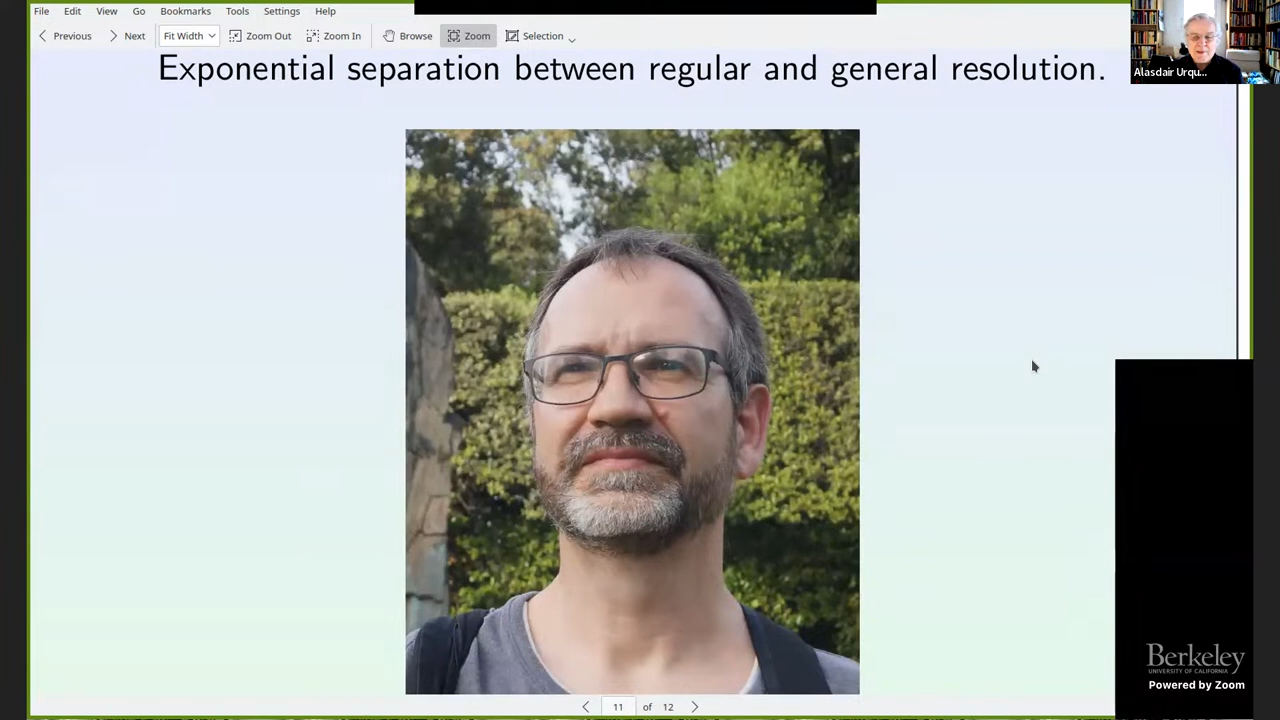 File Edit View Go Bookmarks Tools Settings Help
Previous Next Fit Width Zoom Out Zoom In Browse Zoom Selection
Exponential separation between regular and general resolution.
Alasdair Urqu...
11 of 12
Berkeley
UNIVERSITY OF CALIFORNIA
Powered by Zoom